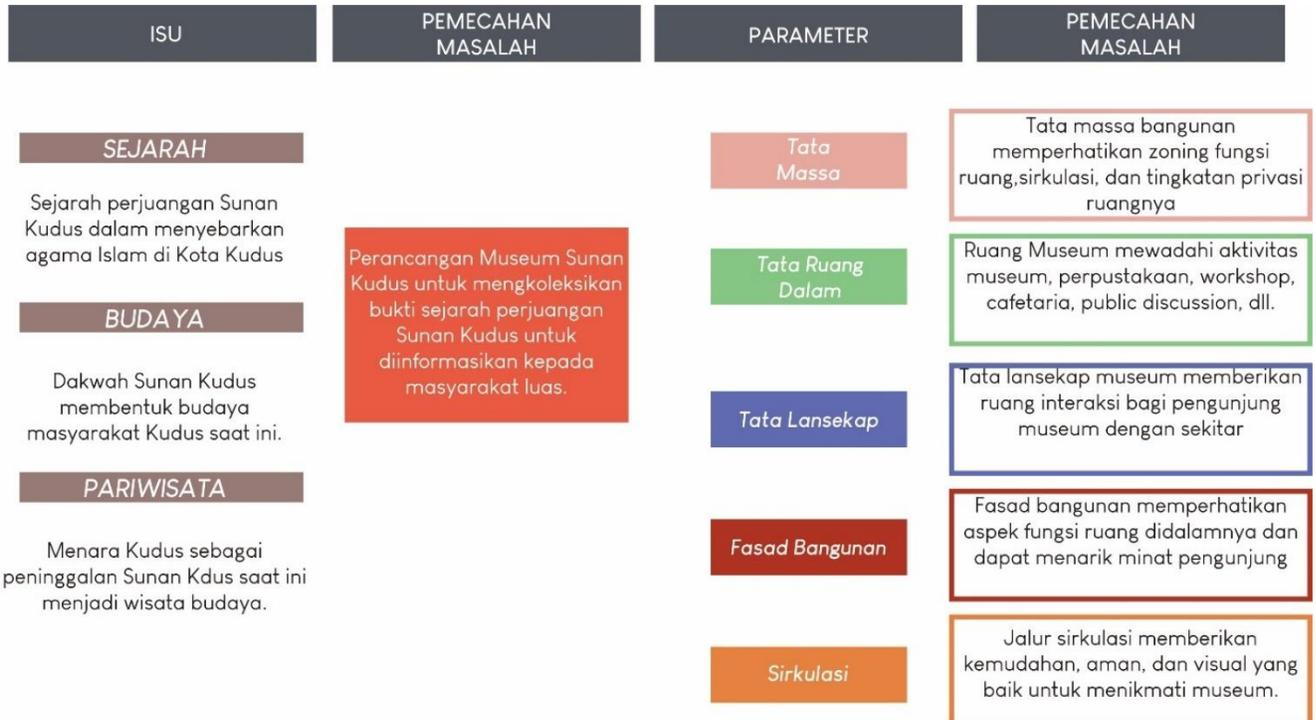 ISU
PEMECAHAN
MASALAH
PARAMETER
PEMECAHAN
MASALAH
SEJARAH
Sejarah perjuangan Sunan
Kudus dalam menyebarkan
agama Islam di Kota Kudus
BUDAYA
Dakwah Sunan Kudus
membentuk budaya
masyarakat Kudus saat ini.
PARIWISATA
Menara Kudus sebagai
peninggalan Sunan Kdus saat ini
menjadi wisata budaya.
Perancangan Museum Sunan
Kudus untuk mengkoleksikan
bukti sejarah perjuangan
Sunan Kudus untuk
diinformasikan kepada
masyarakat luas.
Tata
Massa
Tata massa bangunan
memperhatikan zoning fungsi
ruang,sirkulasi, dan tingkatan privasi
ruangnya
Tata Ruang
Dalam
Ruang Museum mewadahi aktivitas
museum, perpustakaan, workshop,
cafetaria, public discussion, dll.
Tata Lansekap
Tata lansekap museum memberikan
ruang interaksi bagi pengunjung
museum dengan sekitar
Fasad Bangunan
Fasad bangunan memperhatikan
aspek fungsi ruang didalamnya dan
dapat menarik minat pengunjung
Sirkulasi
Jalur sirkulasi memberikan
kemudahan, aman, dan visual yang
baik untuk menikmati museum.